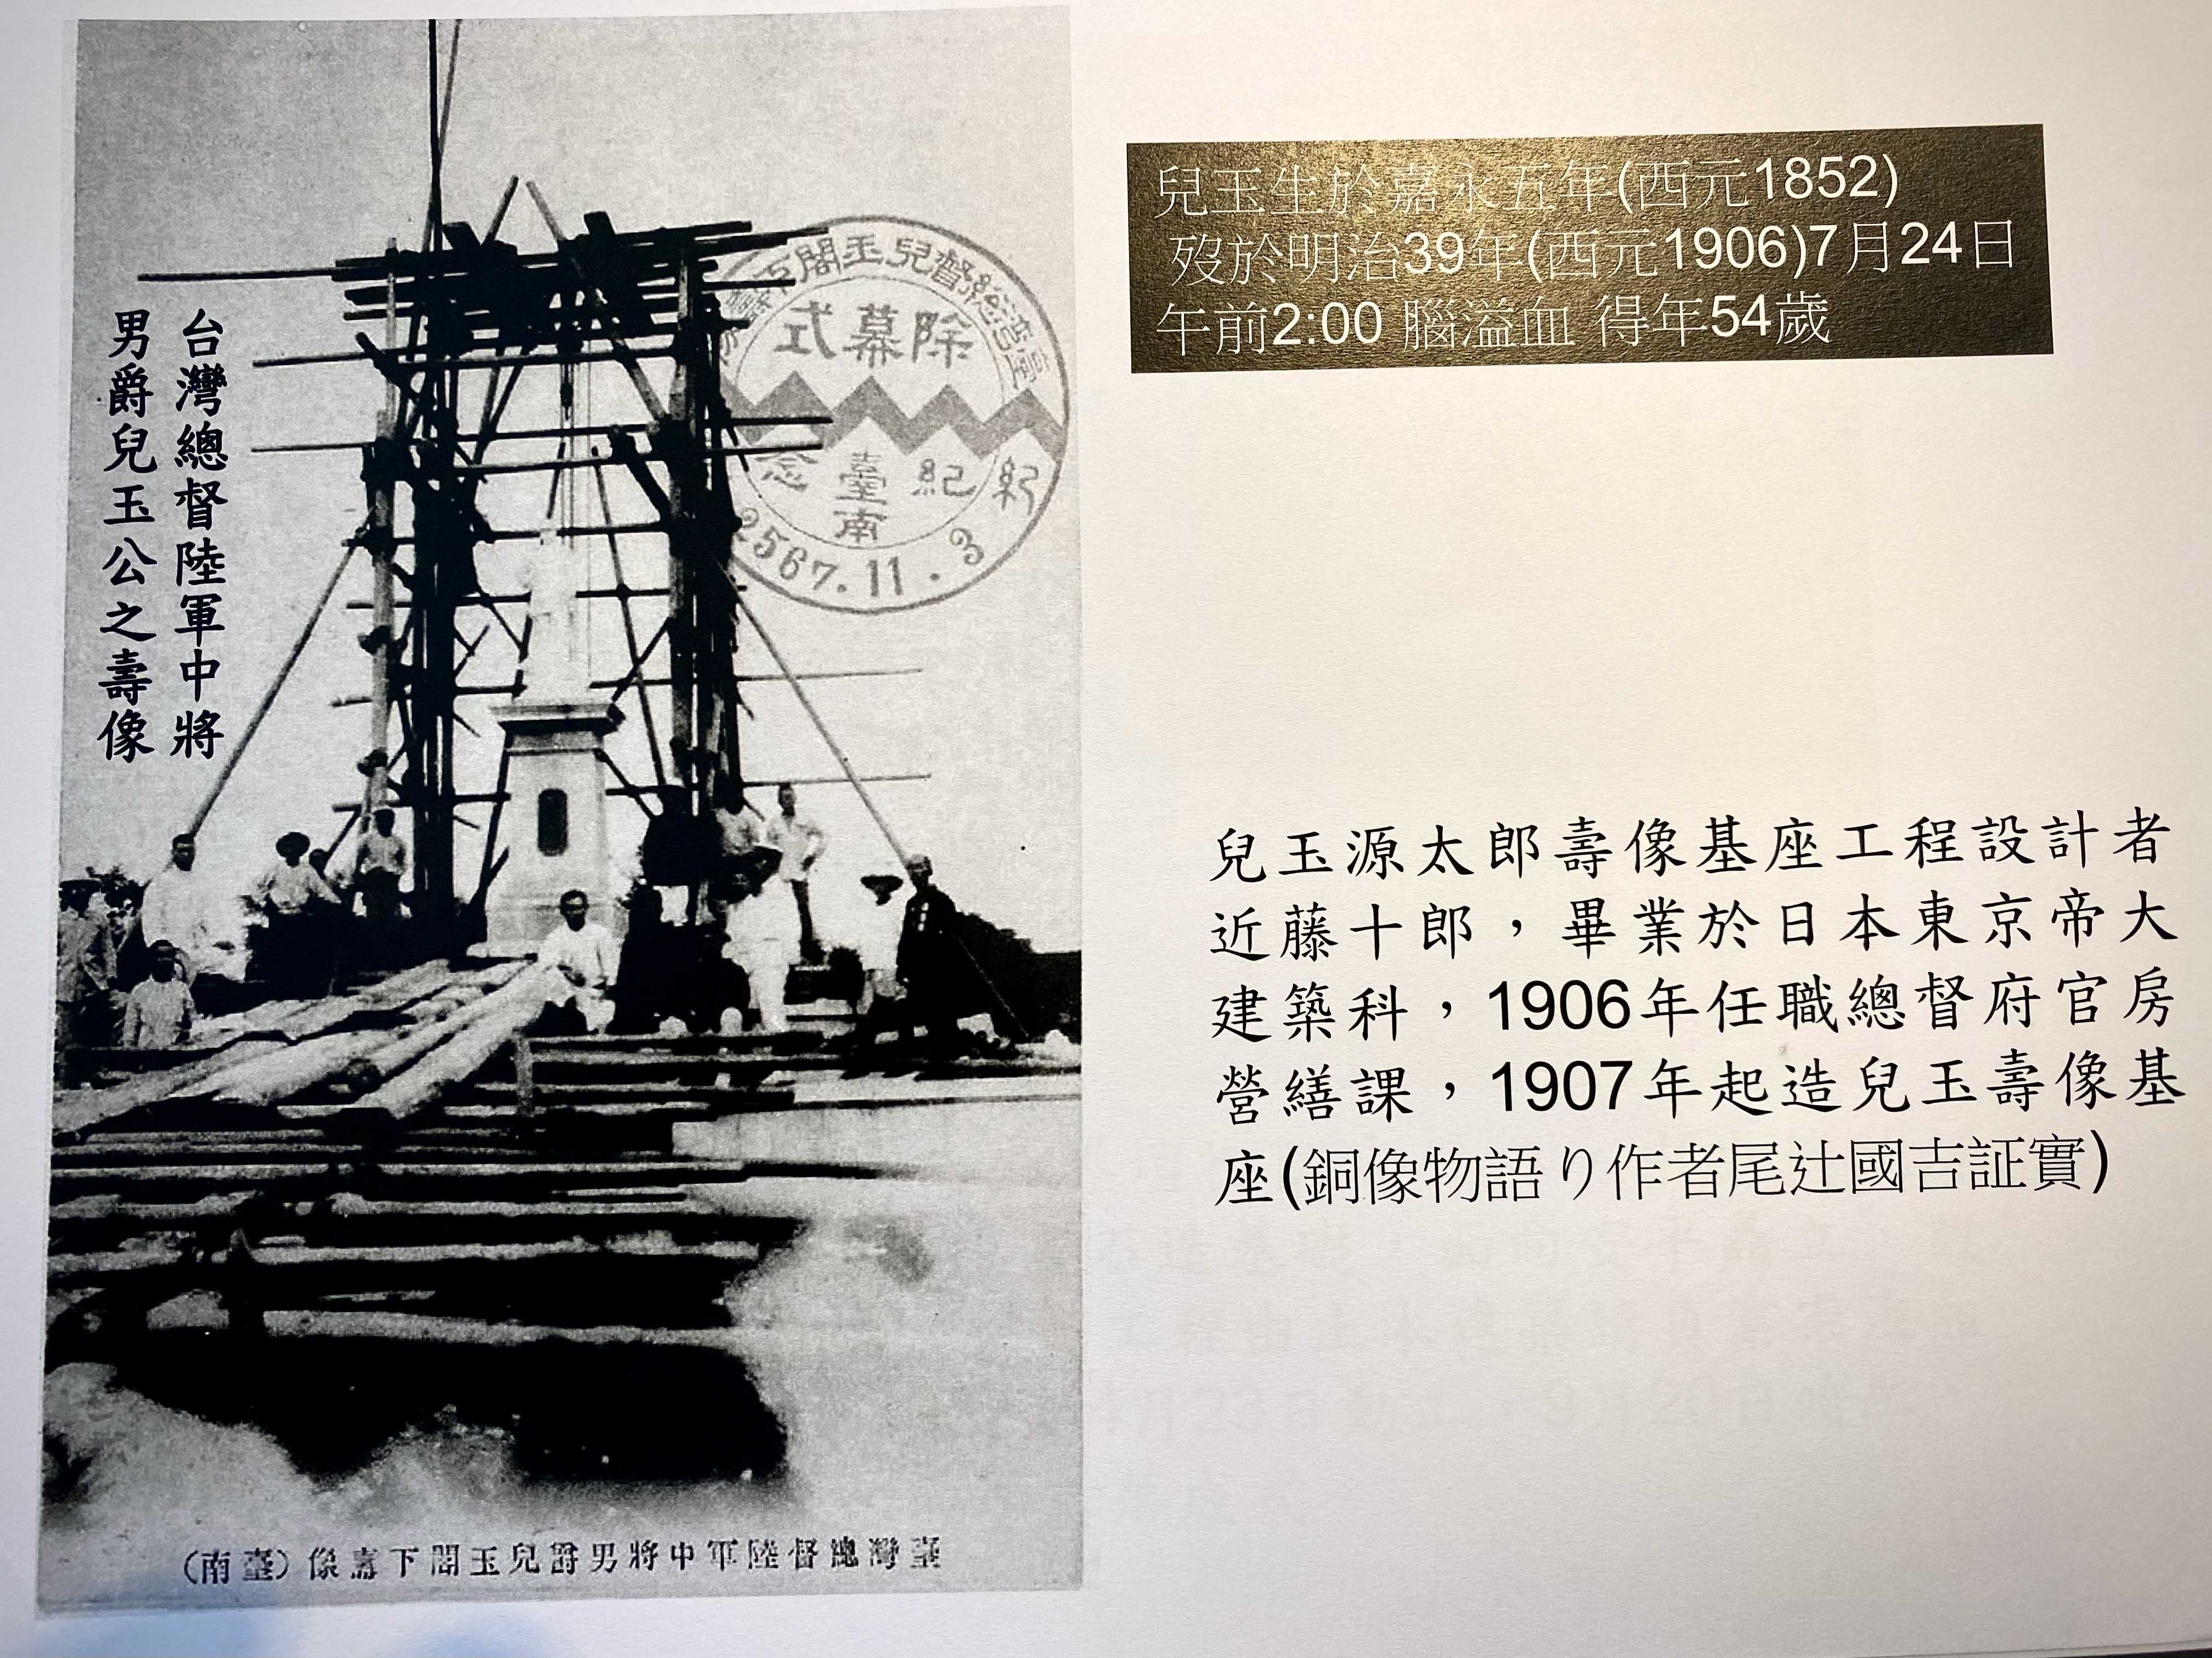 台灣總督陸軍中將
男爵兒玉公之壽像
臺灣總督兒玉閣下
除幕式
紀念
臺南
2567.11.3
臺灣總督陸軍中將男爵兒玉閣下壽像(臺南)
兒玉生於嘉永五年(西元1852)
歿於明治39年(西元1906)7月24日
午前2:00 腦溢血 得年54歲
兒玉源太郎壽像基座工程設計者
近藤十郎，畢業於日本東京帝大
建築科，1906年任職總督府官房
營繕課，1907年起造兒玉壽像基
座(銅像物語り作者尾辻國吉証實)